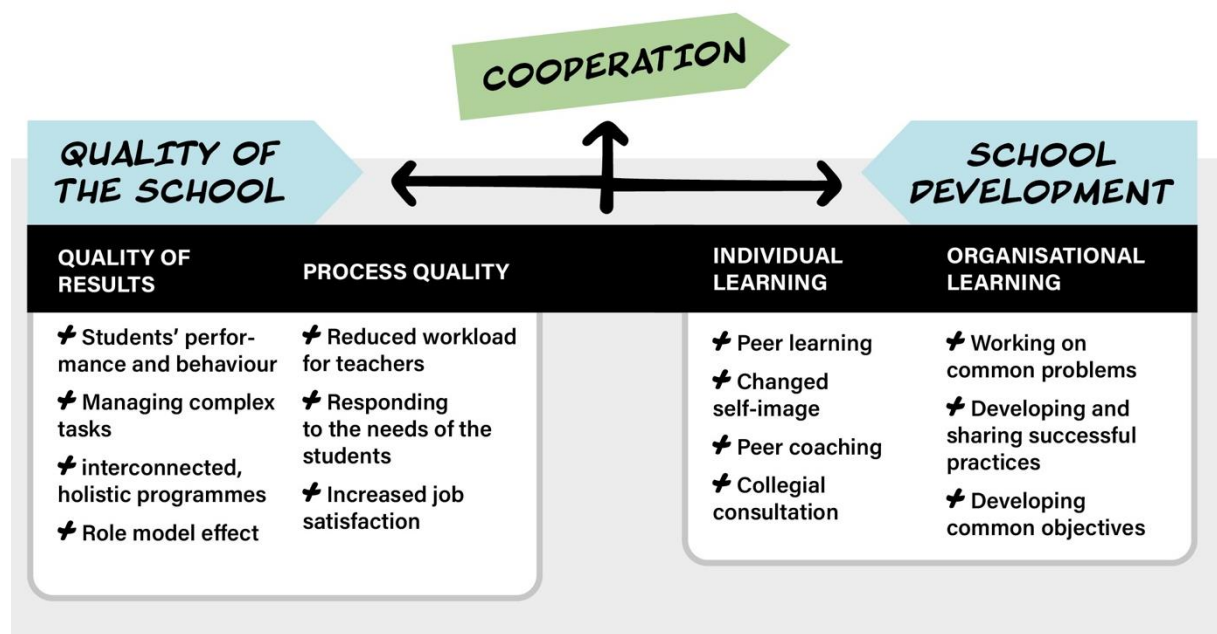 COOPERATION
QUALITY OF
THE SCHOOL
SCHOOL
DEVELOPMENT
QUALITY OF
RESULTS
PROCESS QUALITY
INDIVIDUAL
LEARNING
ORGANISATIONAL
LEARNING
+ Students' perfor-
mance and behaviour
+ Managing complex
tasks
+ interconnected,
holistic programmes
+ Role model effect
+ Reduced workload
for teachers
+ Responding
to the needs of the
students
+ Increased job
satisfaction
+ Peer learning
+ Changed
self-image
+ Peer coaching
+ Collegial
consultation
+ Working on
common problems
+ Developing and
sharing successful
practices
+ Developing
common objectives